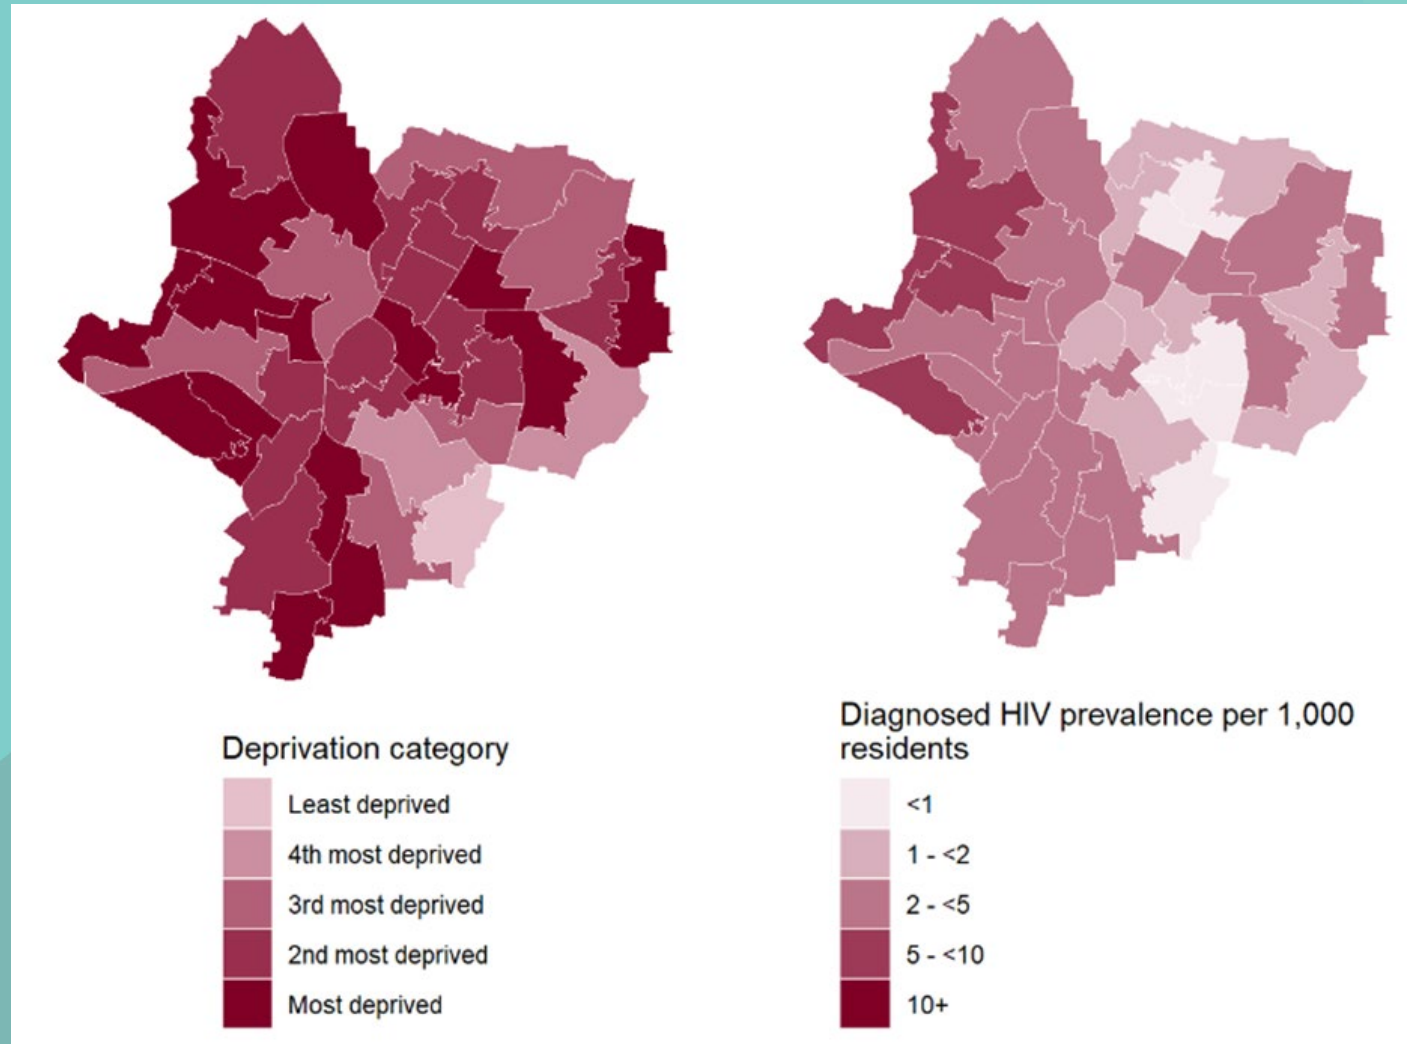 Deprivation category
Least deprived
4th most deprived
3rd most deprived
2nd most deprived
Most deprived
Diagnosed HIV prevalence per 1,000
residents
<1
1 - <2
2 - <5
5 - <10
10+